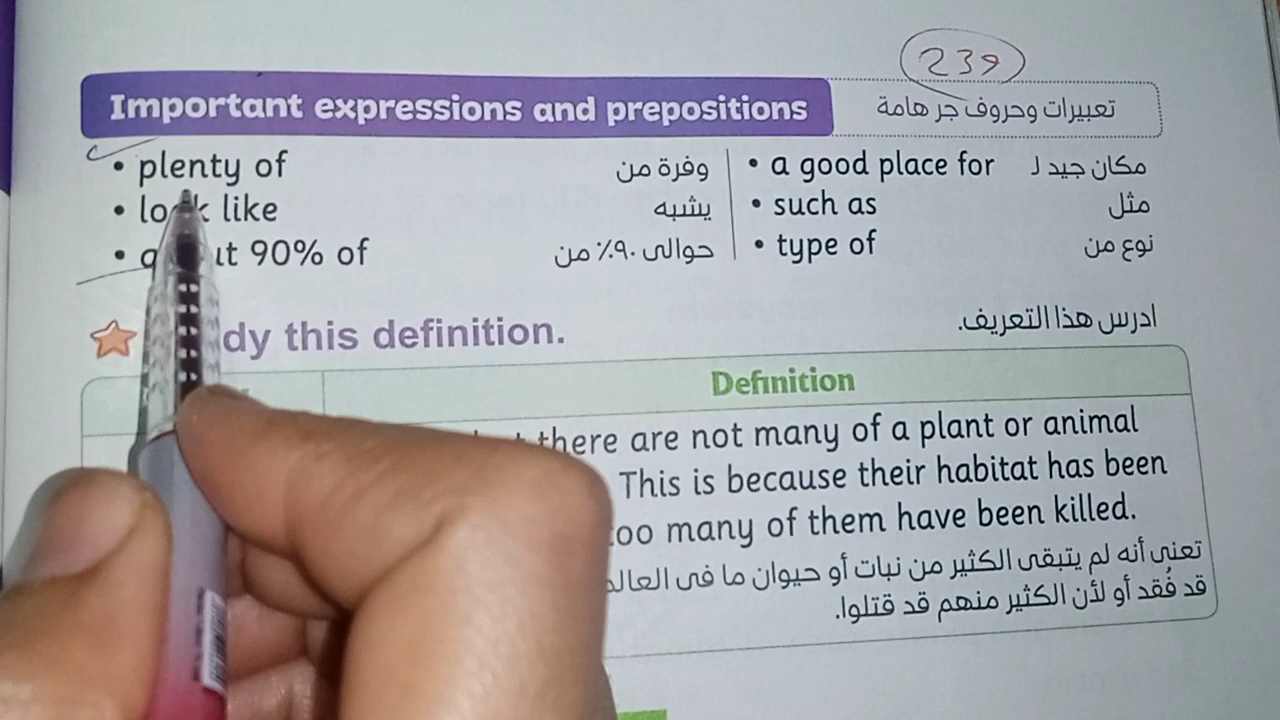 239
Important expressions and prepositions
تعبيرات وحروف جر هامة
• plenty of وفرة من
• look like يشبه
• about 90% of حوالى ٩٠٪ من
• a good place for مكان جيد لـ
• such as مثل
• type of نوع من
dy this definition.
ادرس هذا التعريف.
Definition
there are not many of a plant or animal
This is because their habitat has been
too many of them have been killed.
تعنى أنه لم يتبقى الكثير من نبات أو حيوان ما فى
قد فُقد أو لأن الكثير منهم قد قتلوا.